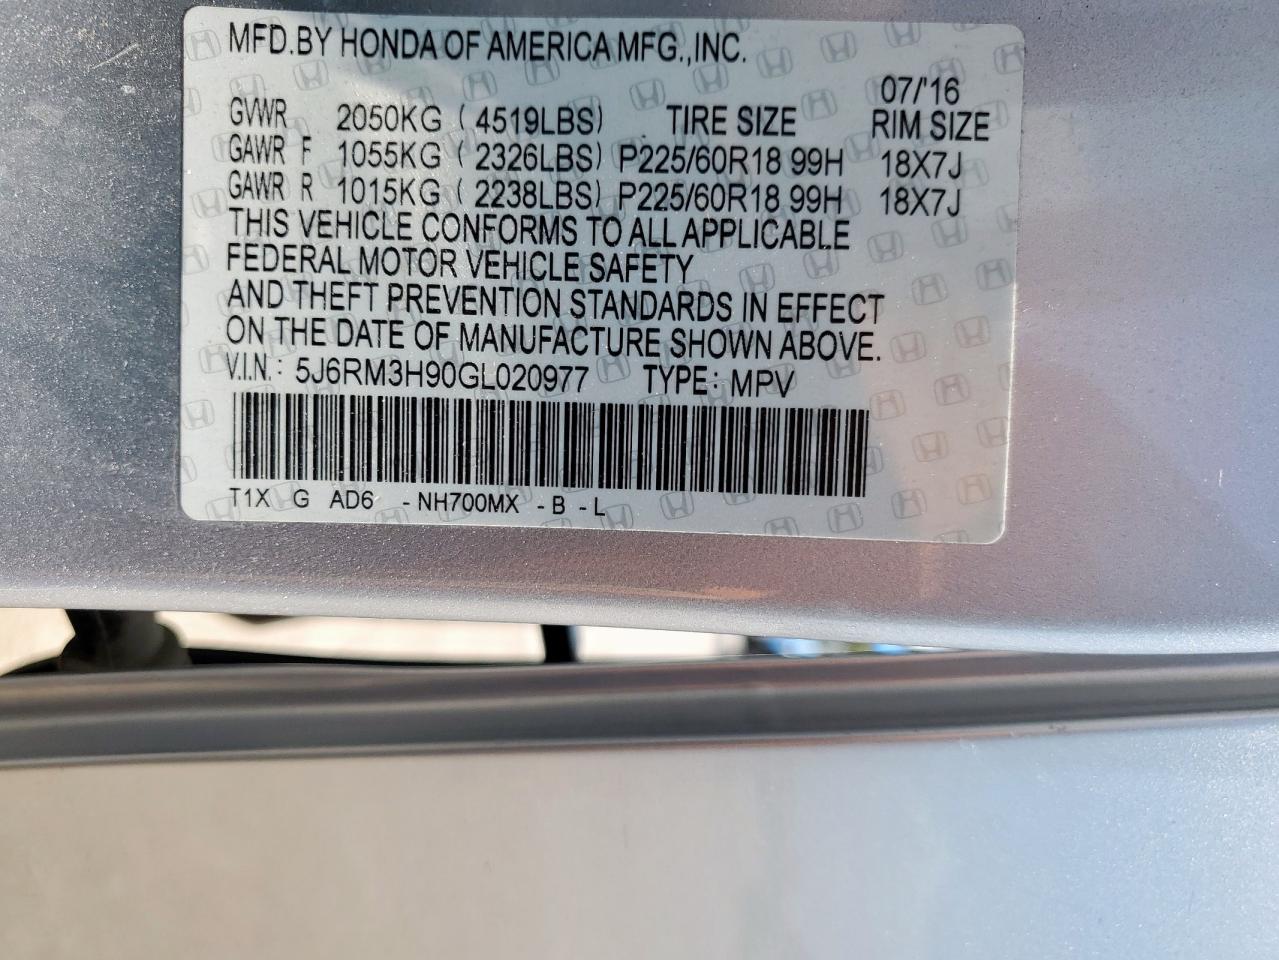 MFD.BY HONDA OF AMERICA MFG.,INC.
07/'16
GVWR 2050KG (4519LBS) TIRE SIZE RIM SIZE
GAWR F 1055KG (2326LBS) P225/60R18 99H 18X7J
GAWR R 1015KG (2238LBS) P225/60R18 99H 18X7J
THIS VEHICLE CONFORMS TO ALL APPLICABLE
FEDERAL MOTOR VEHICLE SAFETY
AND THEFT PREVENTION STANDARDS IN EFFECT
ON THE DATE OF MANUFACTURE SHOWN ABOVE.
V.I.N.: 5J6RM3H90GL020977 TYPE: MPV
T1X G AD6 -NH700MX -B -L